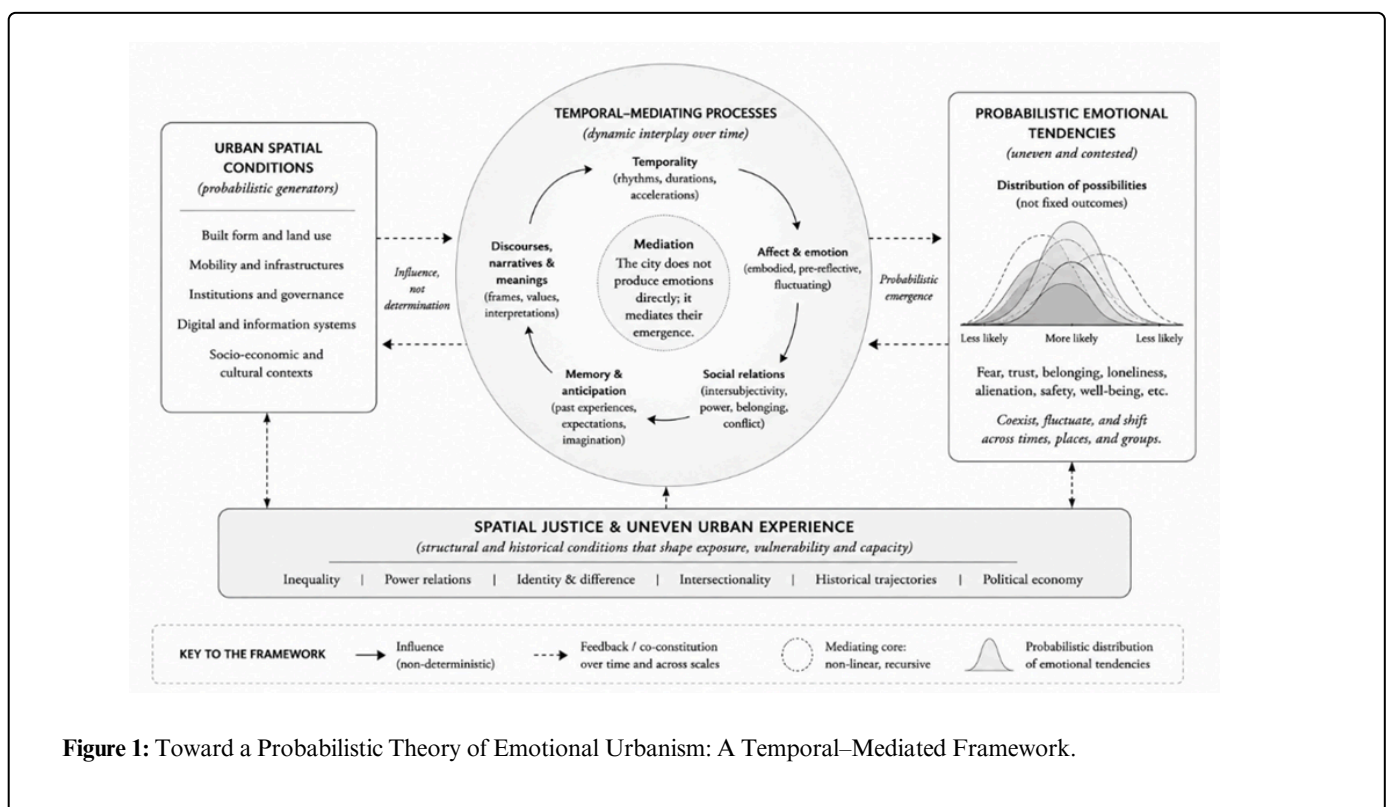 URBAN SPATIAL
CONDITIONS
(probabilistic generators)
Built form and land use
Mobility and infrastructures
Institutions and governance
Digital and information systems
Socio-economic and
cultural contexts
Influence,
not
determination
TEMPORAL–MEDIATING PROCESSES
(dynamic interplay over time)
Temporality
(rhythms, durations,
accelerations)
Affect & emotion
(embodied, pre-reflective,
fluctuating)
Social relations
(intersubjectivity,
power, belonging,
conflict)
Memory &
anticipation
(past experiences,
expectations,
imagination)
Discourses,
narratives &
meanings
(frames, values,
interpretations)
Mediation
The city does not
produce emotions
directly; it
mediates their
emergence.
Probabilistic
emergence
PROBABILISTIC EMOTIONAL
TENDENCIES
(uneven and contested)
Distribution of possibilities
(not fixed outcomes)
Less likely More likely Less likely
Fear, trust, belonging, loneliness,
alienation, safety, well-being, etc.
Coexist, fluctuate, and shift
across times, places, and groups.
SPATIAL JUSTICE & UNEVEN URBAN EXPERIENCE
(structural and historical conditions that shape exposure, vulnerability and capacity)
Inequality | Power relations | Identity & difference | Intersectionality | Historical trajectories | Political economy
KEY TO THE FRAMEWORK
Influence
(non-deterministic)
Feedback / co-constitution
over time and across scales
Mediating core:
non-linear, recursive
Probabilistic distribution
of emotional tendencies
Figure 1: Toward a Probabilistic Theory of Emotional Urbanism: A Temporal–Mediated Framework.